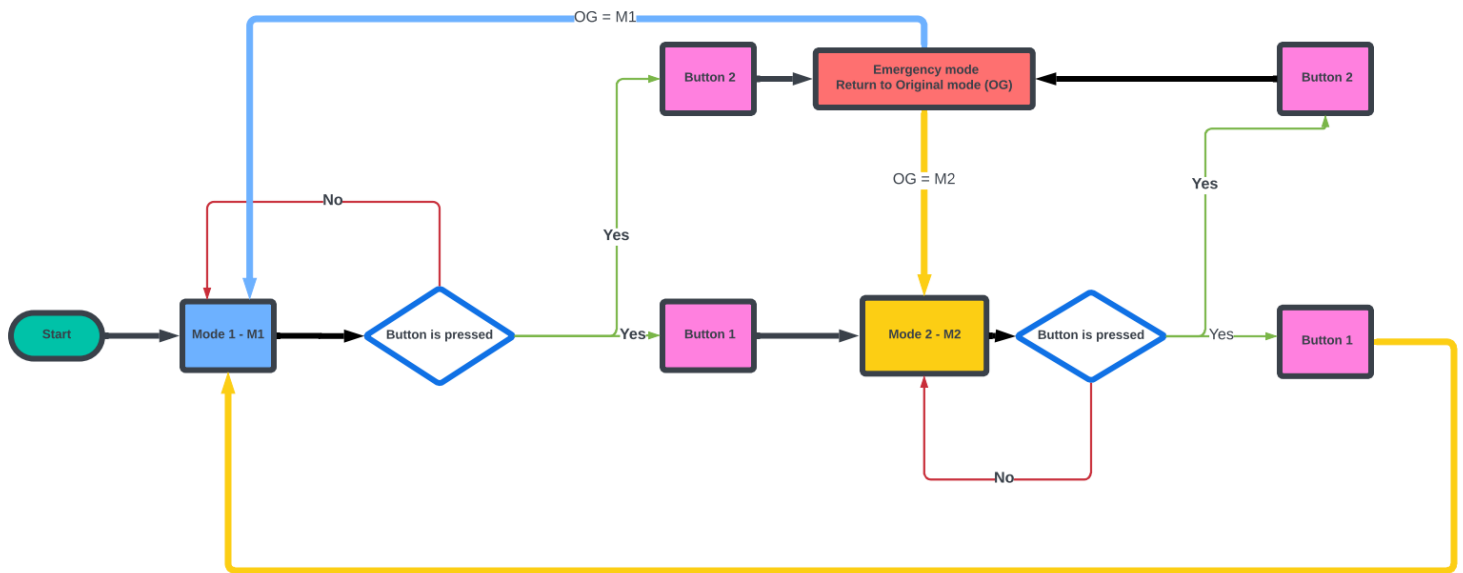 OG = M1
Button 2
Emergency mode
Return to Original mode (OG)
Button 2
OG = M2
Yes
No
Yes
Start
Mode 1 - M1
Button is pressed
Yes
Button 1
Mode 2 - M2
Button is pressed
Yes
Button 1
No